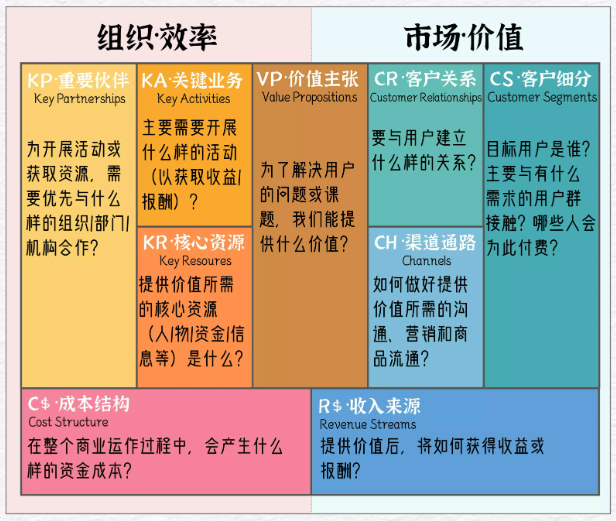 组织·效率
市场·价值
KP·重要伙伴
Key Partnerships
为开展活动或
获取资源，需
要优先与什么
样的组织|部门|
机构合作？
KA·关键业务
Key Activities
主要需要开展
什么样的活动
（以获取收益|
报酬）？
KR·核心资源
Key Resoures
提供价值所需
的核心资源
（人|物|资金|信
息等）是什么？
VP·价值主张
Value Propositions
为了解决用户
的问题或课
题，我们能提
供什么价值？
CR·客户关系
Customer Relationships
要与用户建立
什么样的关系？
CH·渠道通路
Channels
如何做好提供
价值所需的沟
通、营销和商
品流通？
CS·客户细分
Customer Segments
目标用户是谁？
主要与有什么
需求的用户群
接触？哪些人会
为此付费？
C$·成本结构
Cost Structure
在整个商业运作过程中，会产生什么
样的资金成本？
R$·收入来源
Revenue Streams
提供价值后，将如何获得收益或
报酬？